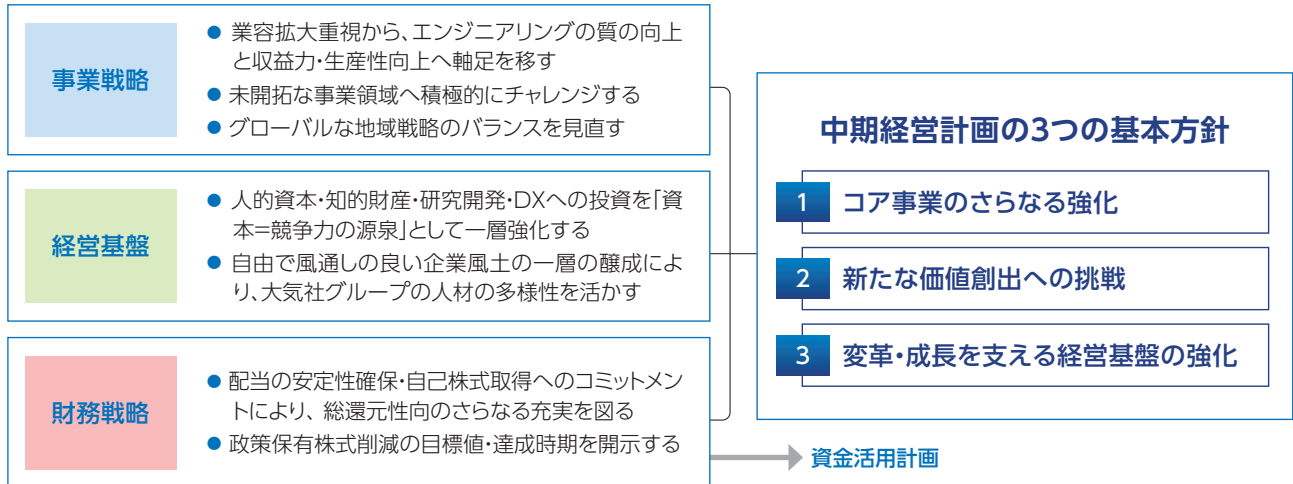 事業戦略
● 業容拡大重視から、エンジニアリングの質の向上
と収益力・生産性向上へ軸足を移す
● 未開拓な事業領域へ積極的にチャレンジする
● グローバルな地域戦略のバランスを見直す
経営基盤
● 人的資本・知的財産・研究開発・DXへの投資を「資
本=競争力の源泉」として一層強化する
● 自由で風通しの良い企業風土の一層の醸成によ
り、大気社グループの人材の多様性を活かす
財務戦略
● 配当の安定性確保・自己株式取得へのコミットメン
トにより、総還元性向のさらなる充実を図る
● 政策保有株式削減の目標値・達成時期を開示する
中期経営計画の3つの基本方針
1 コア事業のさらなる強化
2 新たな価値創出への挑戦
3 変革・成長を支える経営基盤の強化
資金活用計画